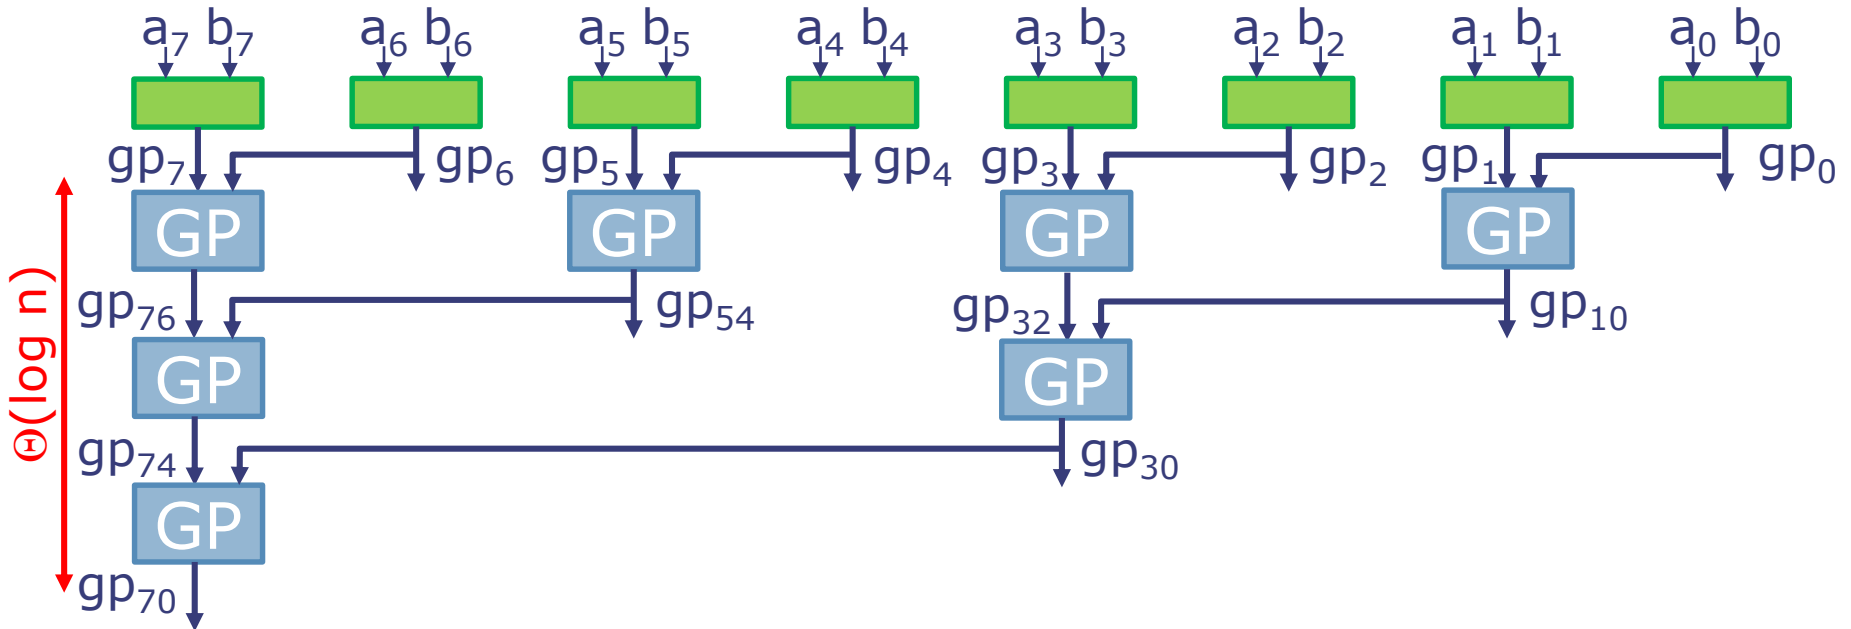 a₇ b₇ a₆ b₆ a₅ b₅ a₄ b₄ a₃ b₃ a₂ b₂ a₁ b₁ a₀ b₀
gp₇ gp₆ gp₅ gp₄ gp₃ gp₂ gp₁ gp₀
GP GP GP GP
Θ(log n)
gp₇₆ gp₅₄ gp₃₂ gp₁₀
GP GP
gp₇₄ gp₃₀
GP
gp₇₀